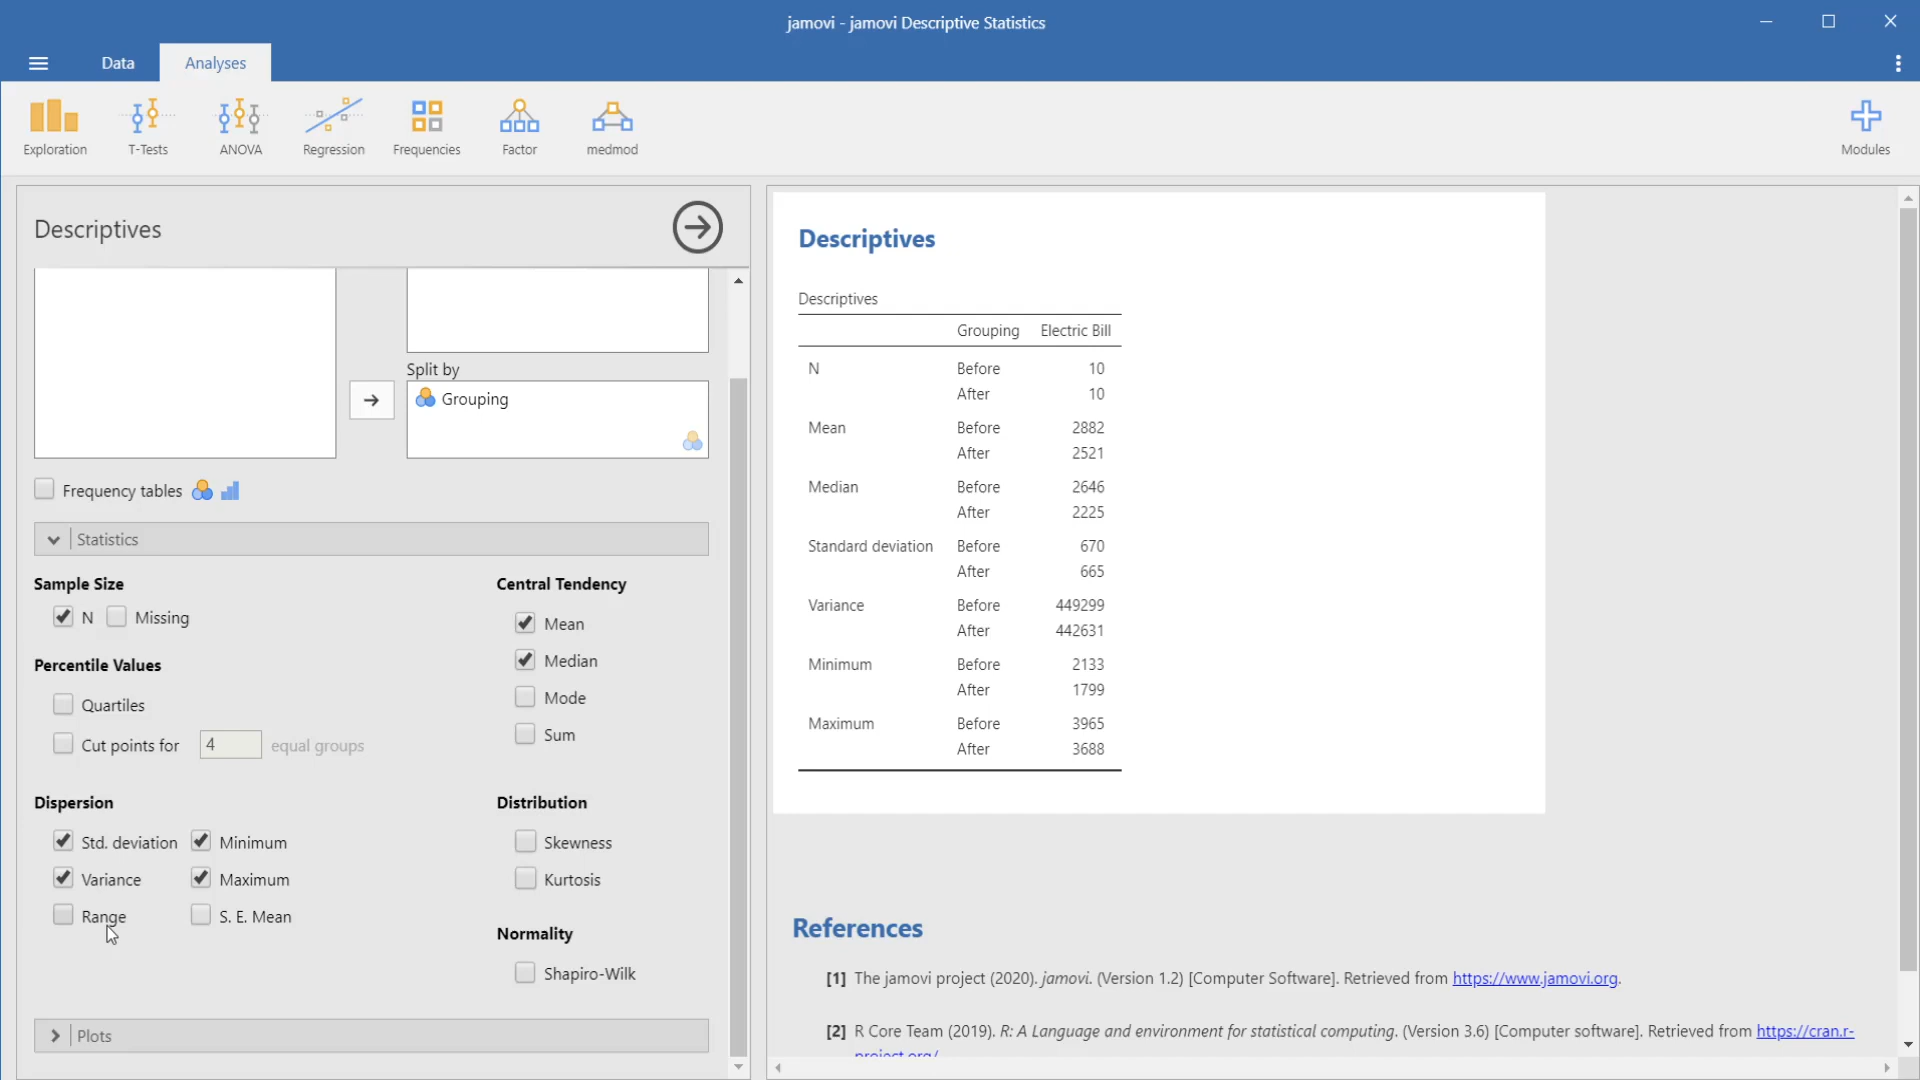 jamovi - jamovi Descriptive Statistics
Data
Analyses
Exploration
T-Tests
ANOVA
Regression
Frequencies
Factor
medmod
Modules
Descriptives
Split by
Grouping
Frequency tables
Statistics
Sample Size
N
Missing
Percentile Values
Quartiles
Cut points for 4 equal groups
Central Tendency
Mean
Median
Mode
Sum
Dispersion
Std. deviation
Minimum
Variance
Maximum
Range
S. E. Mean
Distribution
Skewness
Kurtosis
Normality
Shapiro-Wilk
Plots
Descriptives
Descriptives
Grouping Electric Bill
N Before 10
After 10
Mean Before 2882
After 2521
Median Before 2646
After 2225
Standard deviation Before 670
After 665
Variance Before 449299
After 442631
Minimum Before 2133
After 1799
Maximum Before 3965
After 3688
References
[1] The jamovi project (2020). jamovi. (Version 1.2) [Computer Software]. Retrieved from https://www.jamovi.org.
[2] R Core Team (2019). R: A Language and environment for statistical computing. (Version 3.6) [Computer software]. Retrieved from https://cran.r-
project.org/